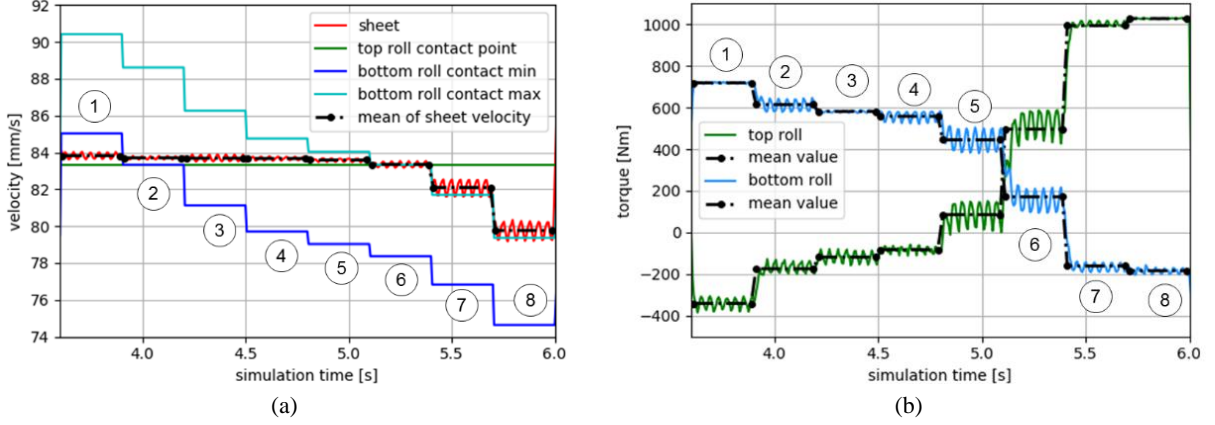 92
90
88
86
84
82
80
78
76
74
velocity [mm/s]
sheet
top roll contact point
bottom roll contact min
bottom roll contact max
mean of sheet velocity
1
2
3
4
5
6
7
8
4.0 4.5 5.0 5.5 6.0
simulation time [s]
(a)
1000
800
600
400
200
0
−200
−400
torque [Nm]
1
2
3
4
5
6
7
8
top roll
mean value
bottom roll
mean value
4.0 4.5 5.0 5.5 6.0
simulation time [s]
(b)